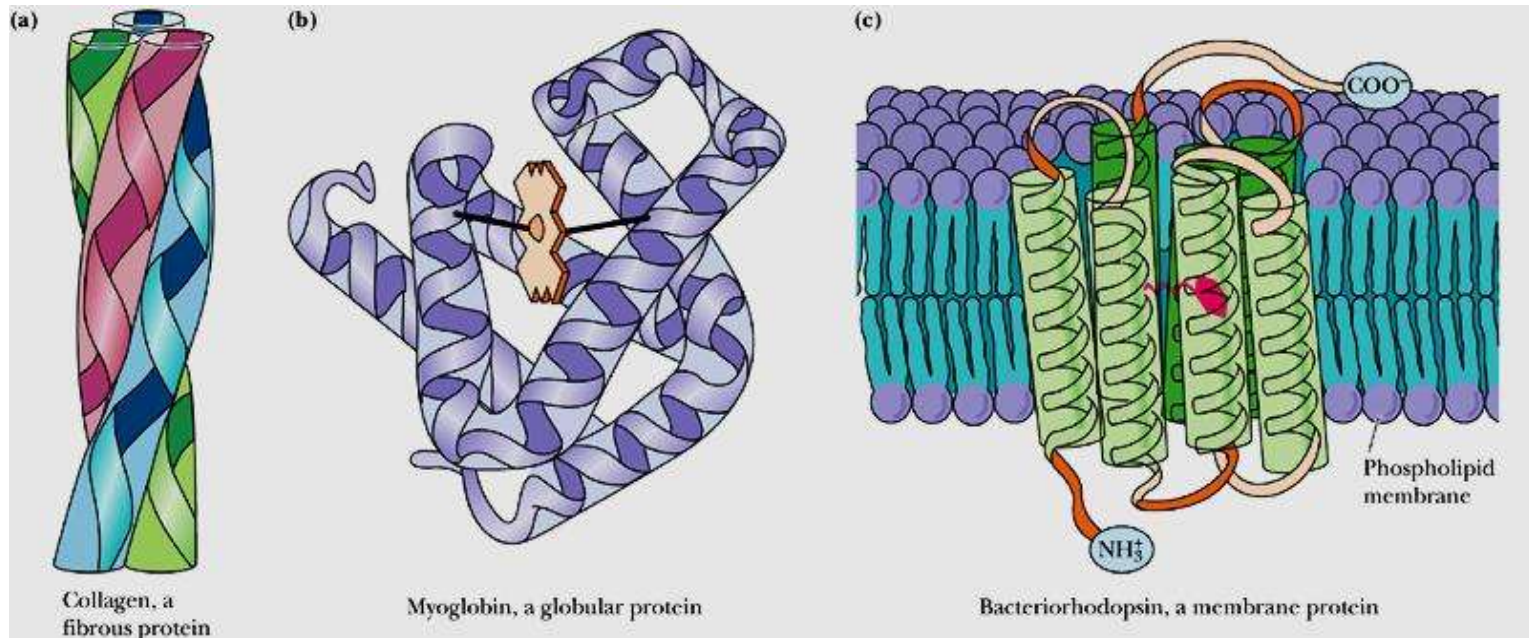 (a)
Collagen, a
fibrous protein
(b)
Myoglobin, a globular protein
(c)
COO⁻
Phospholipid
membrane
NH₃⁺
Bacteriorhodopsin, a membrane protein